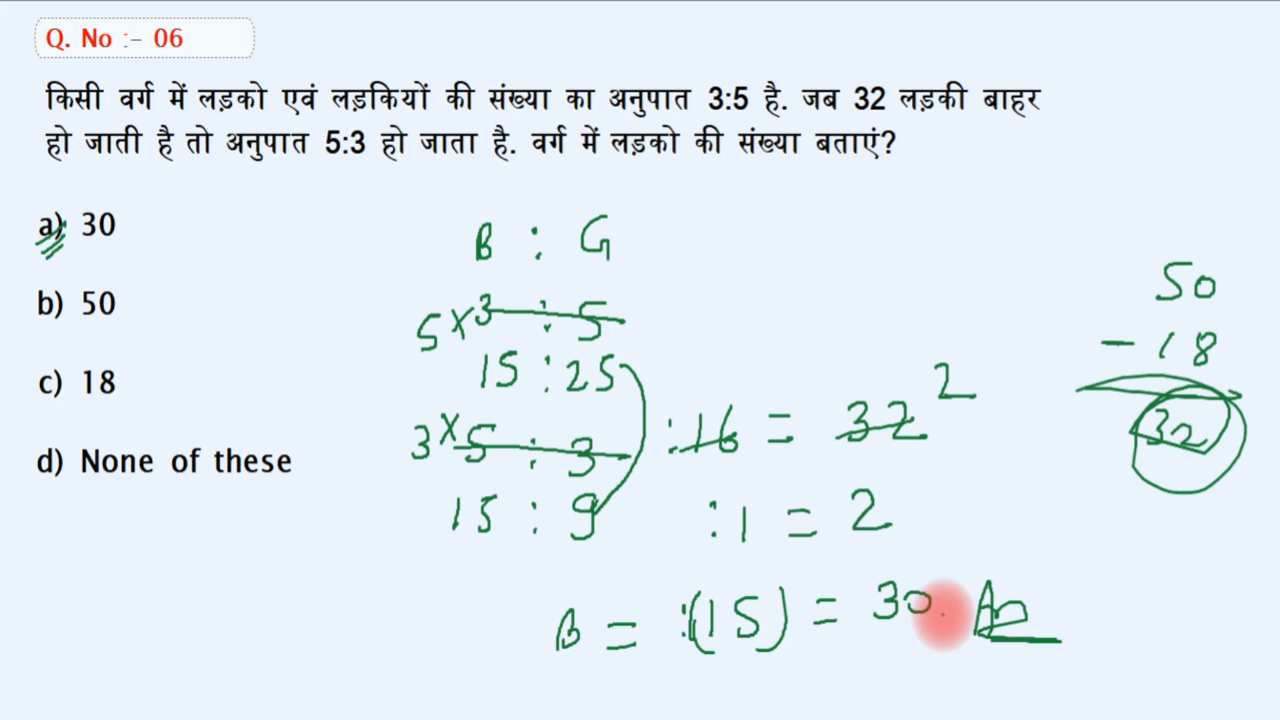 Q. No :- 06
किसी वर्ग में लड़को एवं लड़कियों की संख्या का अनुपात 3:5 है. जब 32 लड़की बाहर
हो जाती है तो अनुपात 5:3 हो जाता है. वर्ग में लड़को की संख्या बताएं?
a) 30
b) 50
c) 18
d) None of these
B : G
5×3 : 5
15 : 25
3×5 : 3
15 : 9
:16 = 32 2
:1 = 2
B = :(15) = 30. An
50
- 18
32